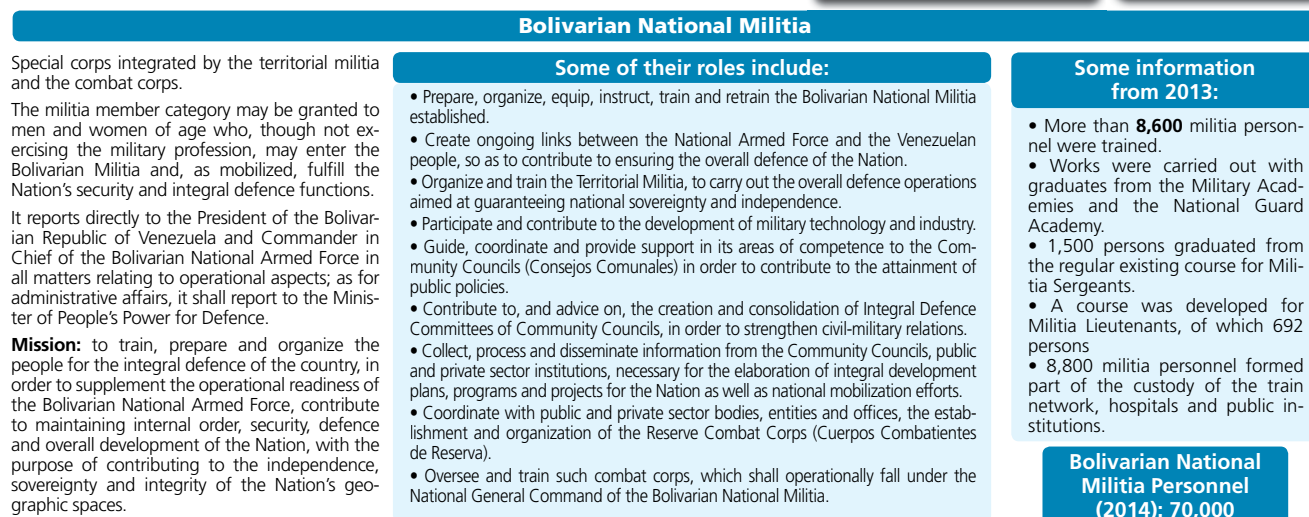 Bolivarian National Militia
Special corps integrated by the territorial militia
and the combat corps.
The militia member category may be granted to
men and women of age who, though not ex-
ercising the military profession, may enter the
Bolivarian Militia and, as mobilized, fulfill the
Nation's security and integral defence functions.
It reports directly to the President of the Bolivar-
ian Republic of Venezuela and Commander in
Chief of the Bolivarian National Armed Force in
all matters relating to operational aspects; as for
administrative affairs, it shall report to the Minis-
ter of People's Power for Defence.
Mission: to train, prepare and organize the
people for the integral defence of the country, in
order to supplement the operational readiness of
the Bolivarian National Armed Force, contribute
to maintaining internal order, security, defence
and overall development of the Nation, with the
purpose of contributing to the independence,
sovereignty and integrity of the Nation's geo-
graphic spaces.
Some of their roles include:
• Prepare, organize, equip, instruct, train and retrain the Bolivarian National Militia
established.
• Create ongoing links between the National Armed Force and the Venezuelan
people, so as to contribute to ensuring the overall defence of the Nation.
• Organize and train the Territorial Militia, to carry out the overall defence operations
aimed at guaranteeing national sovereignty and independence.
• Participate and contribute to the development of military technology and industry.
• Guide, coordinate and provide support in its areas of competence to the Com-
munity Councils (Consejos Comunales) in order to contribute to the attainment of
public policies.
• Contribute to, and advice on, the creation and consolidation of Integral Defence
Committees of Community Councils, in order to strengthen civil-military relations.
• Collect, process and disseminate information from the Community Councils, public
and private sector institutions, necessary for the elaboration of integral development
plans, programs and projects for the Nation as well as national mobilization efforts.
• Coordinate with public and private sector bodies, entities and offices, the estab-
lishment and organization of the Reserve Combat Corps (Cuerpos Combatientes
de Reserva).
• Oversee and train such combat corps, which shall operationally fall under the
National General Command of the Bolivarian National Militia.
Some information
from 2013:
• More than 8,600 militia person-
nel were trained.
• Works were carried out with
graduates from the Military Acad-
emies and the National Guard
Academy.
• 1,500 persons graduated from
the regular existing course for Mili-
tia Sergeants.
• A course was developed for
Militia Lieutenants, of which 692
persons
• 8,800 militia personnel formed
part of the custody of the train
network, hospitals and public in-
stitutions.
Bolivarian National
Militia Personnel
(2014): 70,000